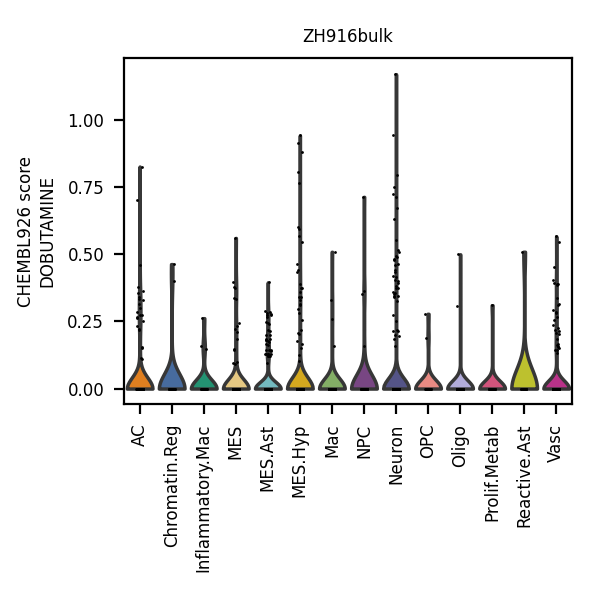 ZH916bulk
CHEMBL926 score
DOBUTAMINE
1.00
0.75
0.50
0.25
0.00
AC
Chromatin.Reg
Inflammatory.Mac
MES
MES.Ast
MES.Hyp
Mac
NPC
Neuron
OPC
Oligo
Prolif.Metab
Reactive.Ast
Vasc